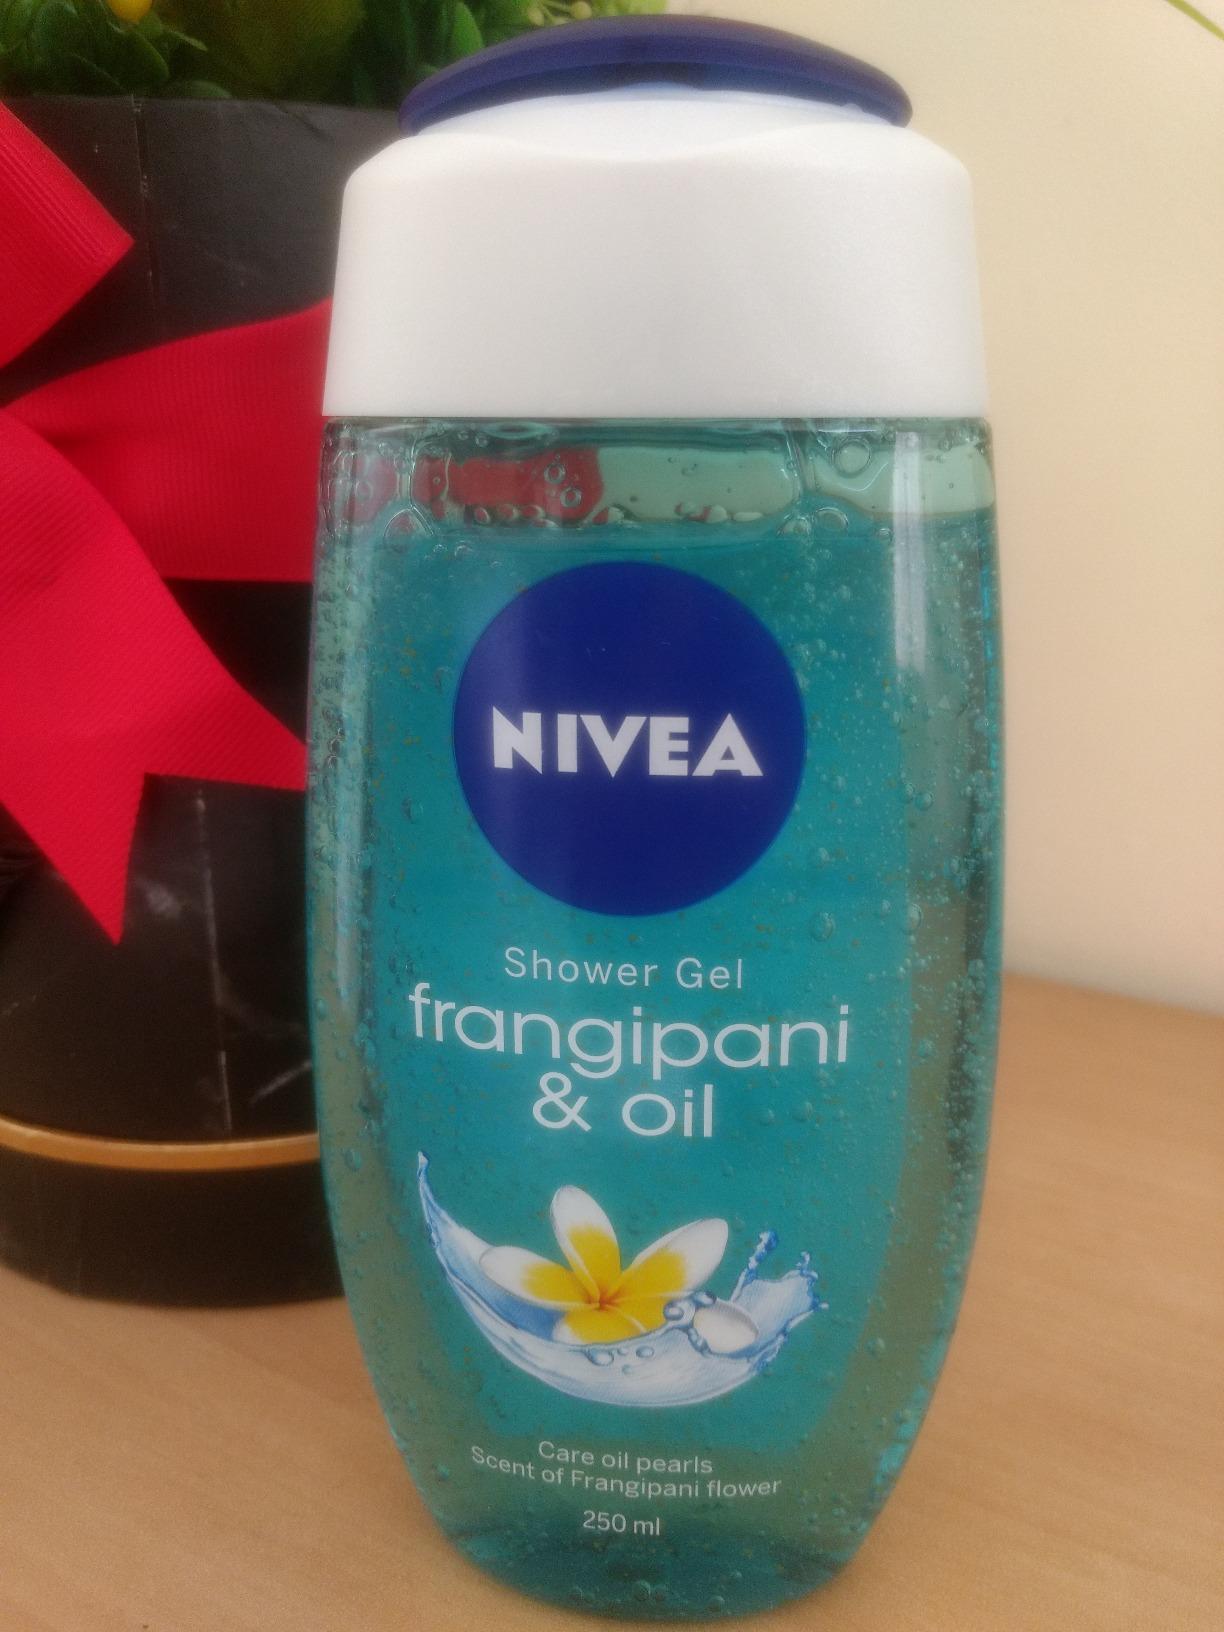 NIVEA
Shower Gel
frangipani
& oil
Care oil pearls
Scent of Frangipani flower
250 ml